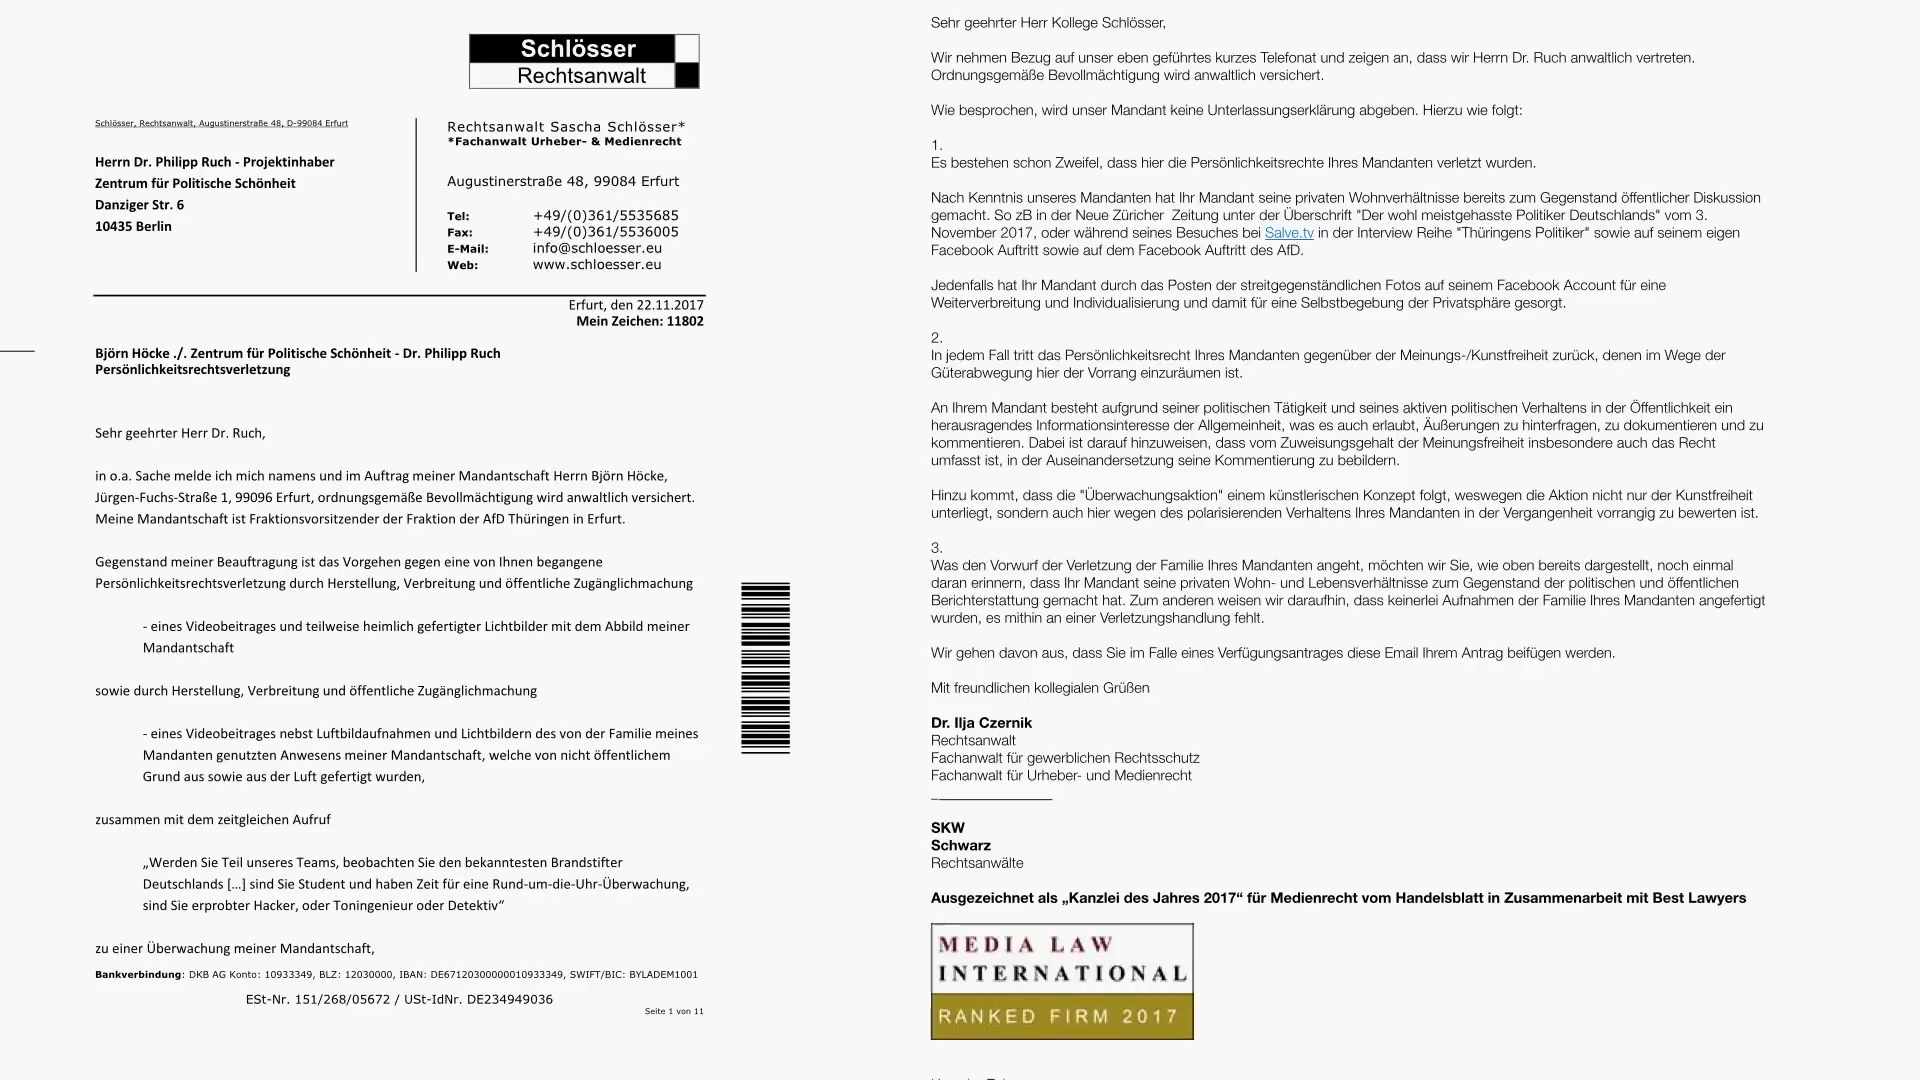 Schlösser
Rechtsanwalt
Schlösser, Rechtsanwalt, Augustinerstraße 48, D-99084 Erfurt
Herrn Dr. Philipp Ruch - Projektinhaber
Zentrum für Politische Schönheit
Danziger Str. 6
10435 Berlin
Rechtsanwalt Sascha Schlösser*
*Fachanwalt Urheber- & Medienrecht
Augustinerstraße 48, 99084 Erfurt
Tel: +49/(0)361/5535685
Fax: +49/(0)361/5536005
E-Mail: info@schloesser.eu
Web: www.schloesser.eu
Erfurt, den 22.11.2017
Mein Zeichen: 11802
Björn Höcke ./. Zentrum für Politische Schönheit - Dr. Philipp Ruch
Persönlichkeitsrechtsverletzung
Sehr geehrter Herr Dr. Ruch,
in o.a. Sache melde ich mich namens und im Auftrag meiner Mandantschaft Herrn Björn Höcke,
Jürgen-Fuchs-Straße 1, 99096 Erfurt, ordnungsgemäße Bevollmächtigung wird anwaltlich versichert.
Meine Mandantschaft ist Fraktionsvorsitzender der Fraktion der AfD Thüringen in Erfurt.
Gegenstand meiner Beauftragung ist das Vorgehen gegen eine von Ihnen begangene
Persönlichkeitsrechtsverletzung durch Herstellung, Verbreitung und öffentliche Zugänglichmachung
- eines Videobeitrages und teilweise heimlich gefertigter Lichtbilder mit dem Abbild meiner
Mandantschaft
sowie durch Herstellung, Verbreitung und öffentliche Zugänglichmachung
- eines Videobeitrages nebst Luftbildaufnahmen und Lichtbildern des von der Familie meines
Mandanten genutzten Anwesens meiner Mandantschaft, welche von nicht öffentlichem
Grund aus sowie aus der Luft gefertigt wurden,
zusammen mit dem zeitgleichen Aufruf
„Werden Sie Teil unseres Teams, beobachten Sie den bekanntesten Brandstifter
Deutschlands […] sind Sie Student und haben Zeit für eine Rund-um-die-Uhr-Überwachung,
sind Sie erprobter Hacker, oder Toningenieur oder Detektiv“
zu einer Überwachung meiner Mandantschaft,
Bankverbindung: DKB AG Konto: 10933349, BLZ: 12030000, IBAN: DE67120300000010933349, SWIFT/BIC: BYLADEM1001
ESt-Nr. 151/268/05672 / USt-IdNr. DE234949036
Seite 1 von 11
Sehr geehrter Herr Kollege Schlösser,
Wir nehmen Bezug auf unser eben geführtes kurzes Telefonat und zeigen an, dass wir Herrn Dr. Ruch anwaltlich vertreten.
Ordnungsgemäße Bevollmächtigung wird anwaltlich versichert.
Wie besprochen, wird unser Mandant keine Unterlassungserklärung abgeben. Hierzu wie folgt:
1.
Es bestehen schon Zweifel, dass hier die Persönlichkeitsrechte Ihres Mandanten verletzt wurden.
Nach Kenntnis unseres Mandanten hat Ihr Mandant seine privaten Wohnverhältnisse bereits zum Gegenstand öffentlicher Diskussion
gemacht. So zB in der Neue Züricher Zeitung unter der Überschrift "Der wohl meistgehasste Politiker Deutschlands" vom 3.
November 2017, oder während seines Besuches bei Salve.tv in der Interview Reihe "Thüringens Politiker" sowie auf seinem eigen
Facebook Auftritt sowie auf dem Facebook Auftritt des AfD.
Jedenfalls hat Ihr Mandant durch das Posten der streitgegenständlichen Fotos auf seinem Facebook Account für eine
Weiterverbreitung und Individualisierung und damit für eine Selbstbegebung der Privatsphäre gesorgt.
2.
In jedem Fall tritt das Persönlichkeitsrecht Ihres Mandanten gegenüber der Meinungs-/Kunstfreiheit zurück, denen im Wege der
Güterabwegung hier der Vorrang einzuräumen ist.
An Ihrem Mandant besteht aufgrund seiner politischen Tätigkeit und seines aktiven politischen Verhaltens in der Öffentlichkeit ein
herausragendes Informationsinteresse der Allgemeinheit, was es auch erlaubt, Äußerungen zu hinterfragen, zu dokumentieren und zu
kommentieren. Dabei ist darauf hinzuweisen, dass vom Zuweisungsgehalt der Meinungsfreiheit insbesondere auch das Recht
umfasst ist, in der Auseinandersetzung seine Kommentierung zu bebildern.
Hinzu kommt, dass die "Überwachungsaktion" einem künstlerischen Konzept folgt, weswegen die Aktion nicht nur der Kunstfreiheit
unterliegt, sondern auch hier wegen des polarisierenden Verhaltens Ihres Mandanten in der Vergangenheit vorrangig zu bewerten ist.
3.
Was den Vorwurf der Verletzung der Familie Ihres Mandanten angeht, möchten wir Sie, wie oben bereits dargestellt, noch einmal
daran erinnern, dass Ihr Mandant seine privaten Wohn- und Lebensverhältnisse zum Gegenstand der politischen und öffentlichen
Berichterstattung gemacht hat. Zum anderen weisen wir daraufhin, dass keinerlei Aufnahmen der Familie Ihres Mandanten angefertigt
wurden, es mithin an einer Verletzungshandlung fehlt.
Wir gehen davon aus, dass Sie im Falle eines Verfügungsantrages diese Email Ihrem Antrag beifügen werden.
Mit freundlichen kollegialen Grüßen
Dr. Ilja Czernik
Rechtsanwalt
Fachanwalt für gewerblichen Rechtsschutz
Fachanwalt für Urheber- und Medienrecht
SKW
Schwarz
Rechtsanwälte
Ausgezeichnet als „Kanzlei des Jahres 2017“ für Medienrecht vom Handelsblatt in Zusammenarbeit mit Best Lawyers
MEDIA LAW
INTERNATIONAL
RANKED FIRM 2017